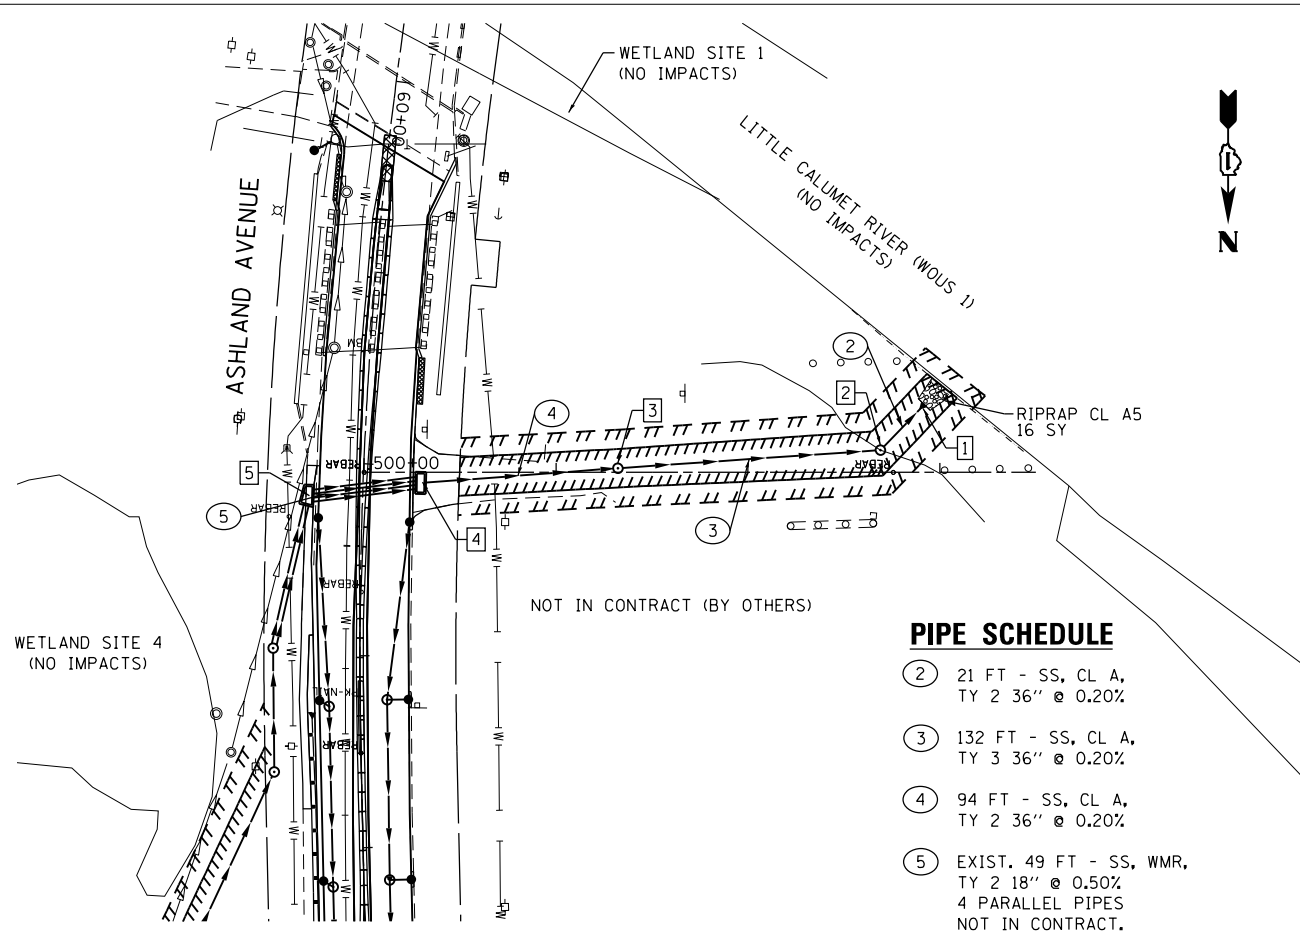 WETLAND SITE 1
(NO IMPACTS)
60+00
LITTLE CALUMET RIVER (WOUS 1)
(NO IMPACTS)
N
ASHLAND AVENUE
BM
2
2
RIPRAP CL A5
16 SY
1
4
3
REBAR
500+00
REBAR
5
REBAR
5
4
3
REBAR
NOT IN CONTRACT (BY OTHERS)
WETLAND SITE 4
(NO IMPACTS)
PK-NAIL
REBAR
PIPE SCHEDULE
2 21 FT - SS, CL A,
TY 2 36" @ 0.20%
3 132 FT - SS, CL A,
TY 3 36" @ 0.20%
4 94 FT - SS, CL A,
TY 2 36" @ 0.20%
5 EXIST. 49 FT - SS, WMR,
TY 2 18" @ 0.50%
4 PARALLEL PIPES
NOT IN CONTRACT.